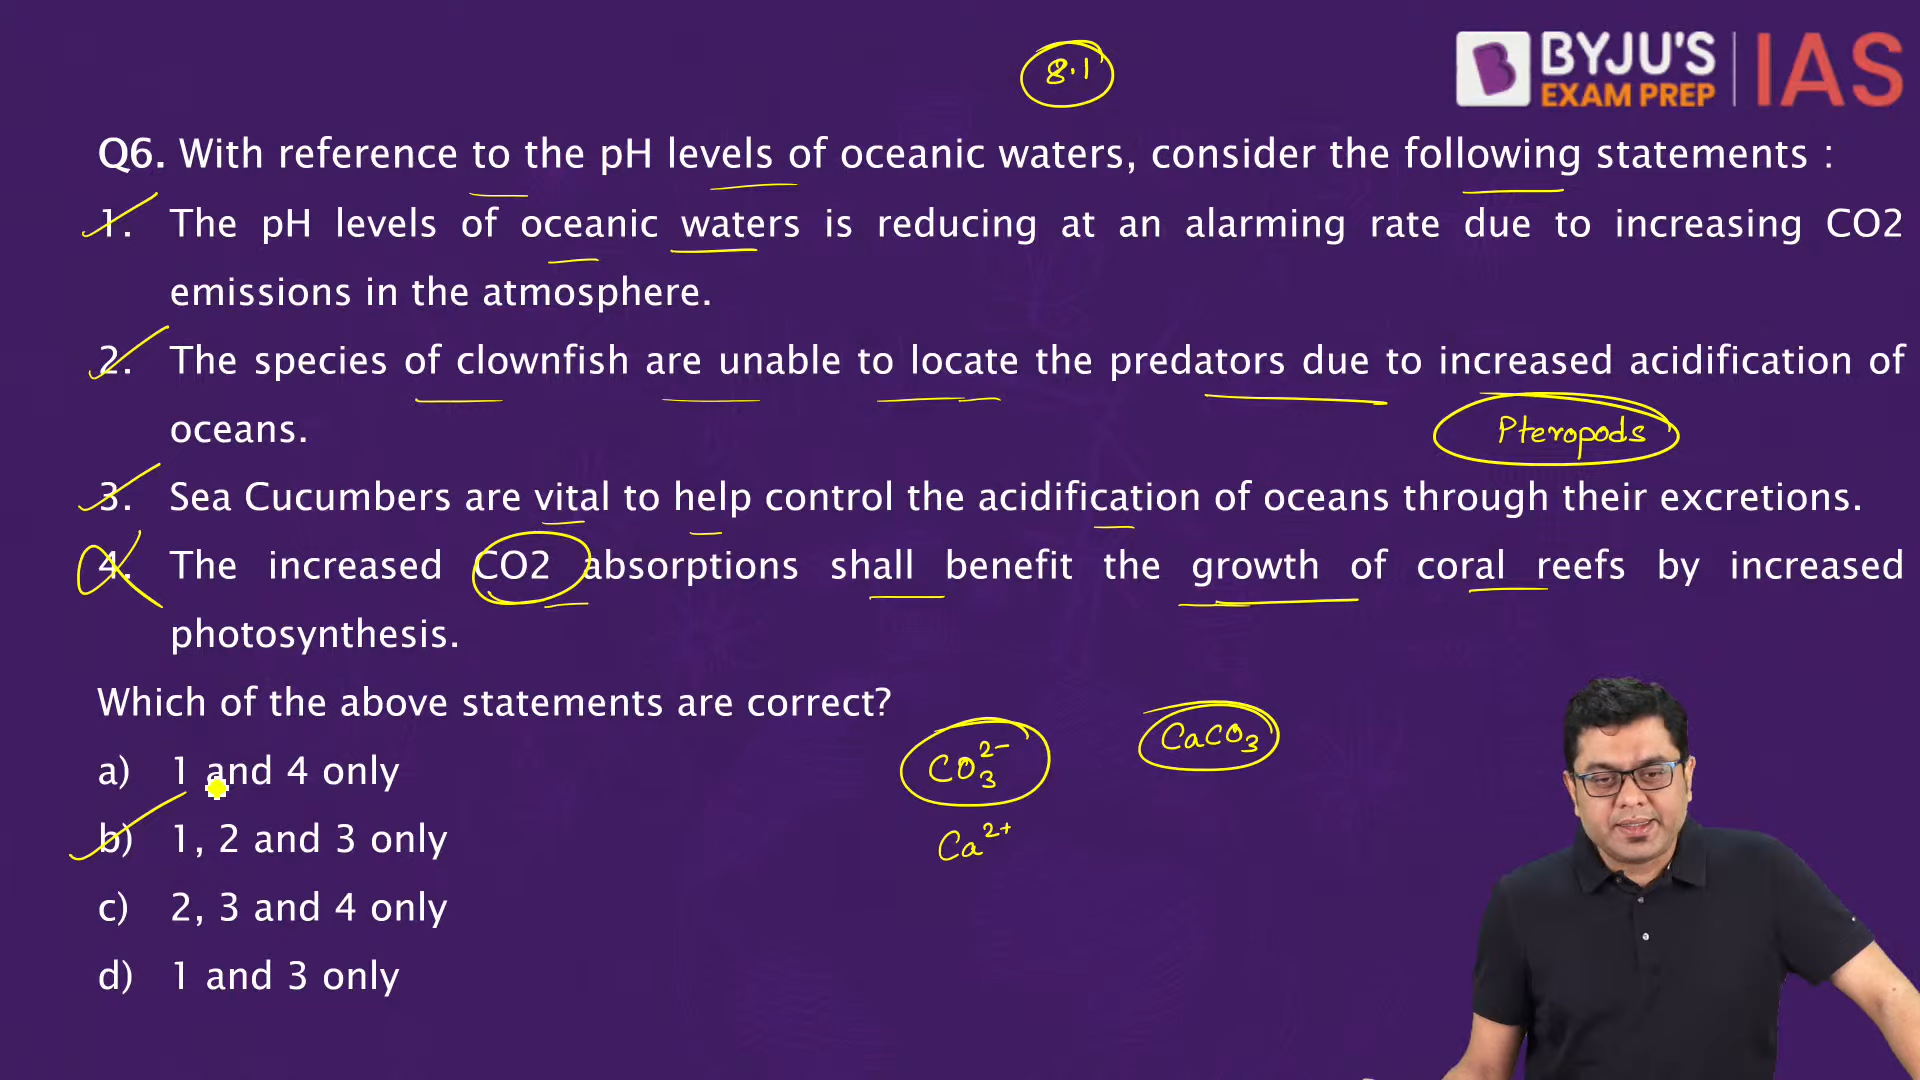 8.1
BYJU'S
EXAM PREP
IAS
Q6. With reference to the pH levels of oceanic waters, consider the following statements :
1. The pH levels of oceanic waters is reducing at an alarming rate due to increasing CO2
emissions in the atmosphere.
2. The species of clownfish are unable to locate the predators due to increased acidification of
oceans.
Pteropods
3. Sea Cucumbers are vital to help control the acidification of oceans through their excretions.
4. The increased CO2 absorptions shall benefit the growth of coral reefs by increased
photosynthesis.
Which of the above statements are correct?
CO3 2-
CaCO3
a) 1 and 4 only
b) 1, 2 and 3 only
Ca2+
c) 2, 3 and 4 only
d) 1 and 3 only